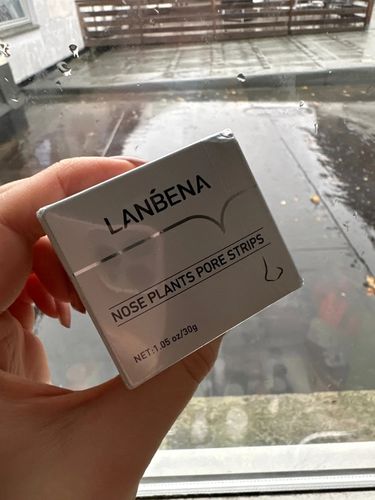 LANBENA
NOSE PLANTS PORE STRIPS
NET:1.05 oz/30g